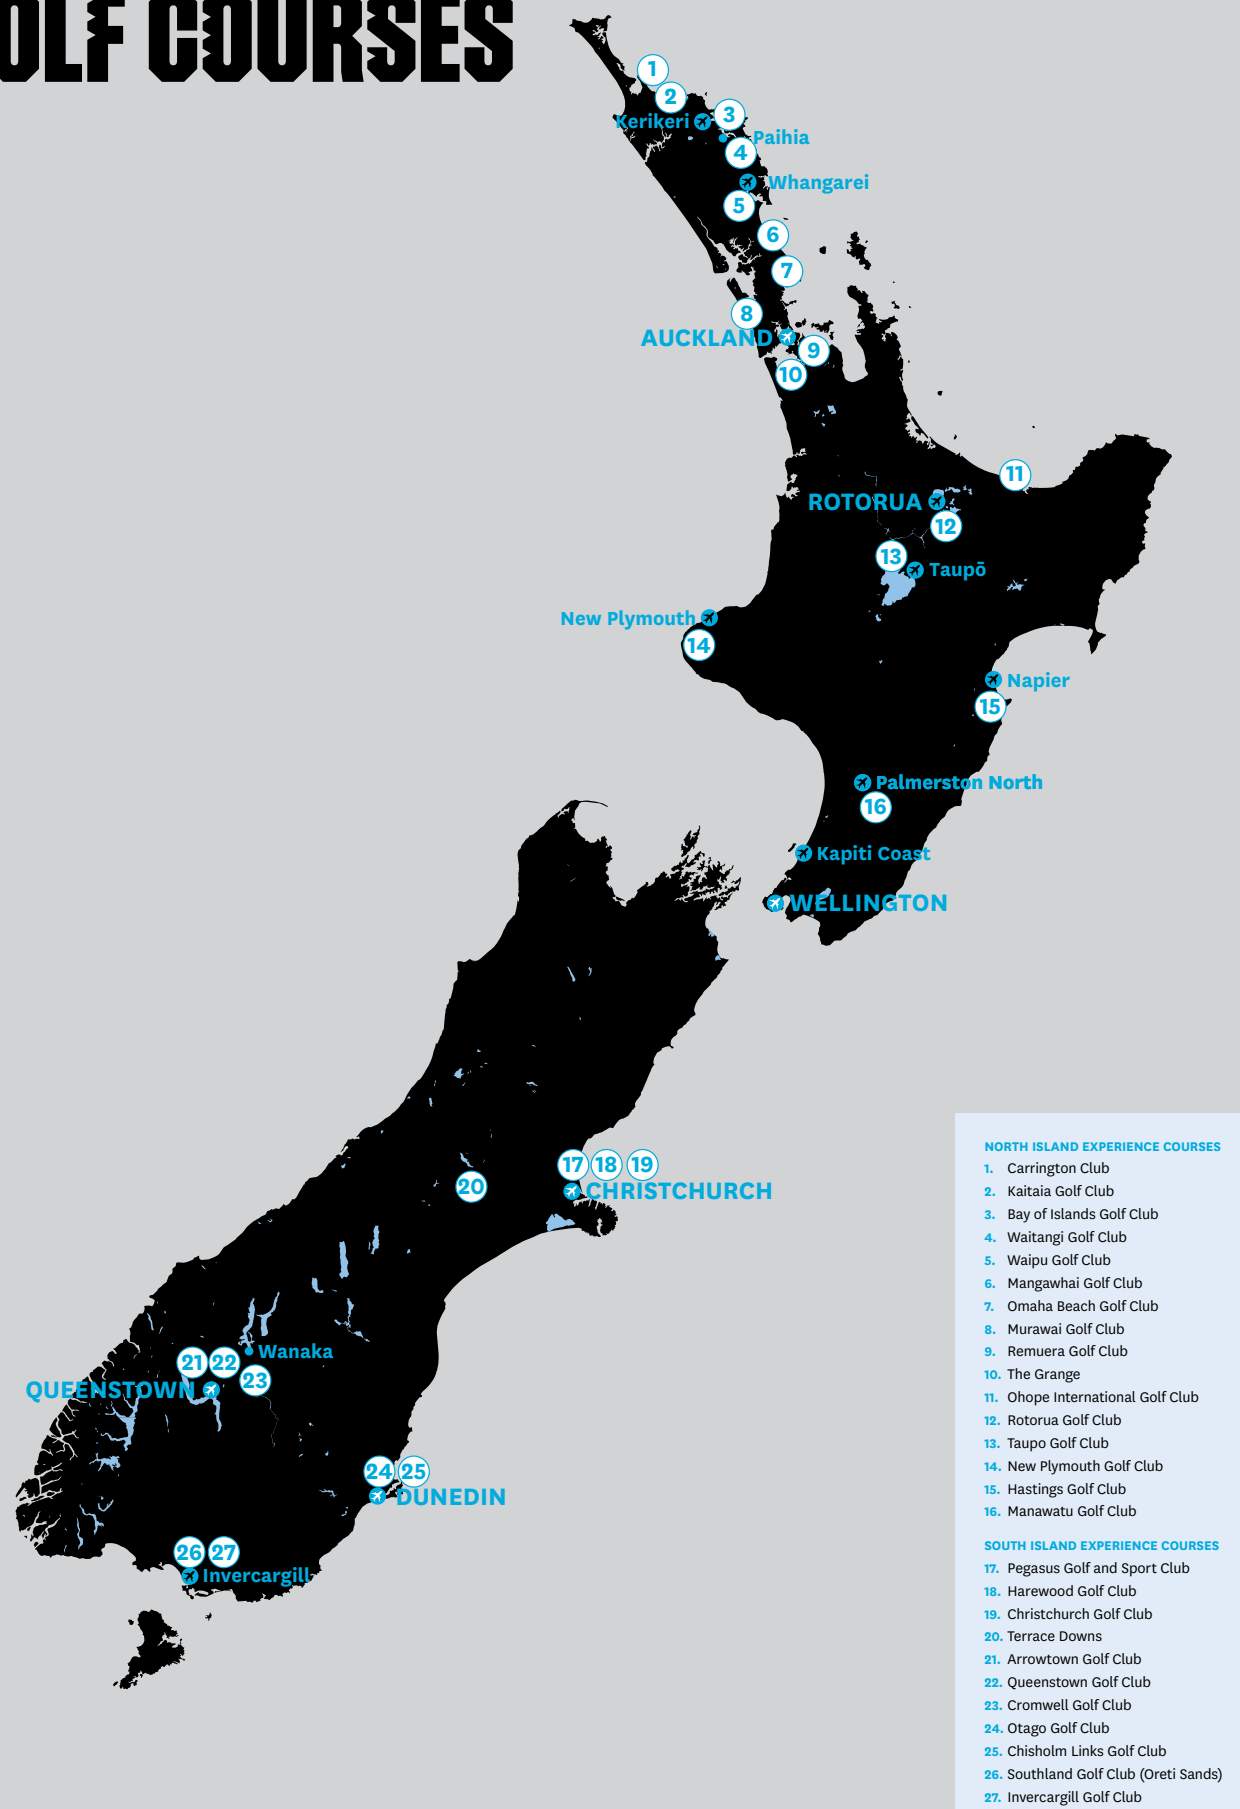 OLF COURSES
1
2
3
Kerikeri
Paihia
4
Whangarei
5
6
7
8
AUCKLAND
9
10
11
ROTORUA
12
13
Taupō
New Plymouth
14
Napier
15
Palmerston North
16
Kapiti Coast
WELLINGTON
17 18 19
20
CHRISTCHURCH
Wanaka
21 22
23
QUEENSTOWN
24 25
DUNEDIN
26 27
Invercargill
NORTH ISLAND EXPERIENCE COURSES
1. Carrington Club
2. Kaitaia Golf Club
3. Bay of Islands Golf Club
4. Waitangi Golf Club
5. Waipu Golf Club
6. Mangawhai Golf Club
7. Omaha Beach Golf Club
8. Murawai Golf Club
9. Remuera Golf Club
10. The Grange
11. Ohope International Golf Club
12. Rotorua Golf Club
13. Taupo Golf Club
14. New Plymouth Golf Club
15. Hastings Golf Club
16. Manawatu Golf Club
SOUTH ISLAND EXPERIENCE COURSES
17. Pegasus Golf and Sport Club
18. Harewood Golf Club
19. Christchurch Golf Club
20. Terrace Downs
21. Arrowtown Golf Club
22. Queenstown Golf Club
23. Cromwell Golf Club
24. Otago Golf Club
25. Chisholm Links Golf Club
26. Southland Golf Club (Oreti Sands)
27. Invercargill Golf Club